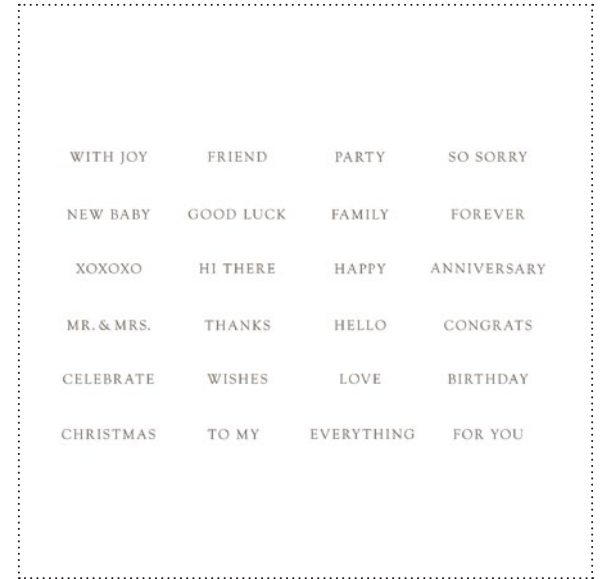 WITH JOY FRIEND PARTY SO SORRY
NEW BABY GOOD LUCK FAMILY FOREVER
XOXOXO HI THERE HAPPY ANNIVERSARY
MR. & MRS. THANKS HELLO CONGRATS
CELEBRATE WISHES LOVE BIRTHDAY
CHRISTMAS TO MY EVERYTHING FOR YOU